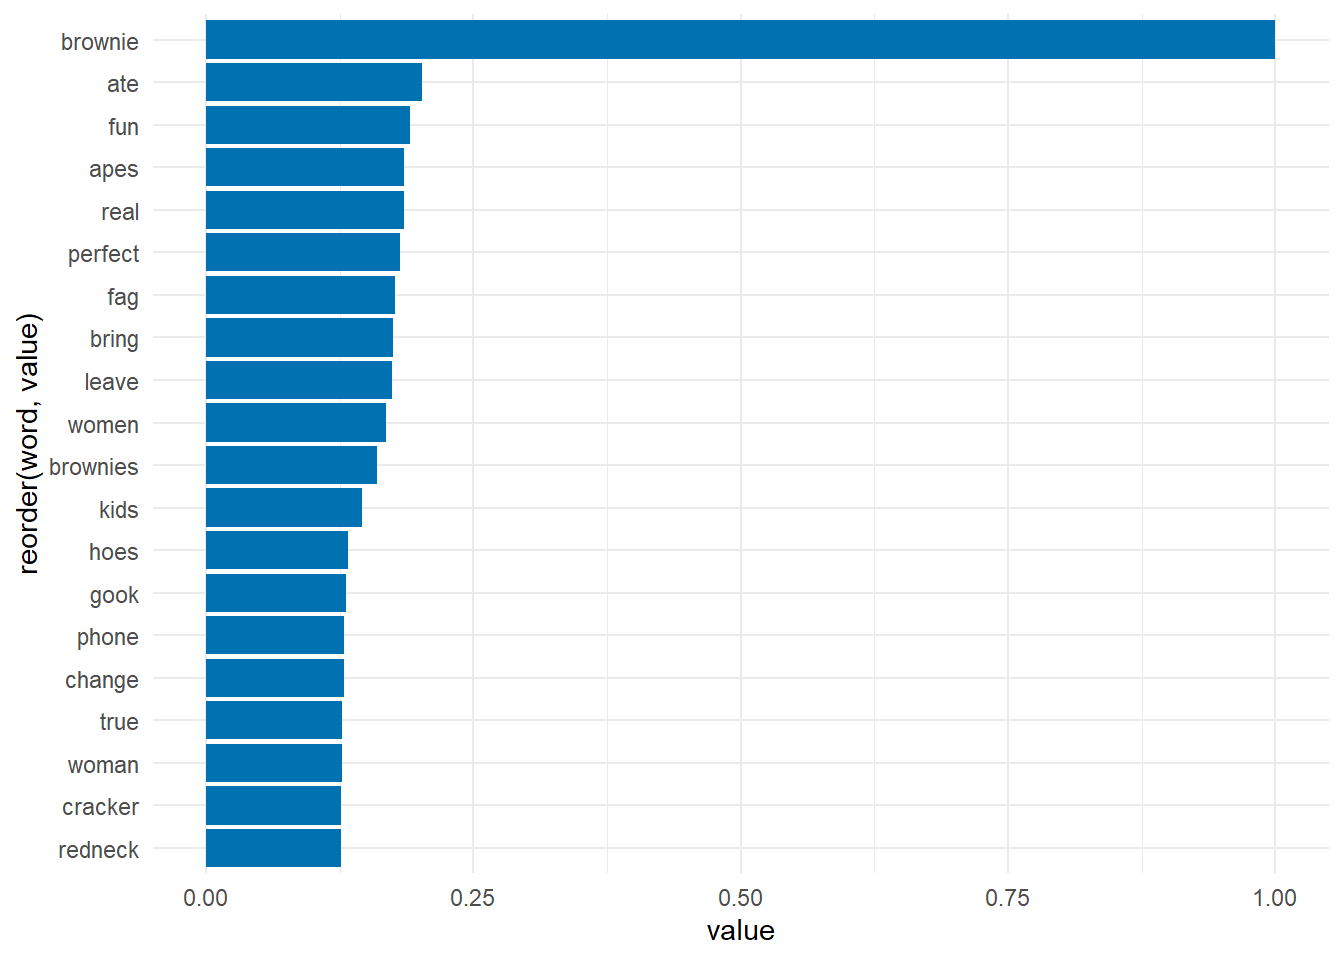 brownie
ate
fun
apes
real
perfect
fag
bring
leave
women
brownies
kids
hoes
gook
phone
change
true
woman
cracker
redneck
reorder(word, value)
0.00 0.25 0.50 0.75 1.00
value